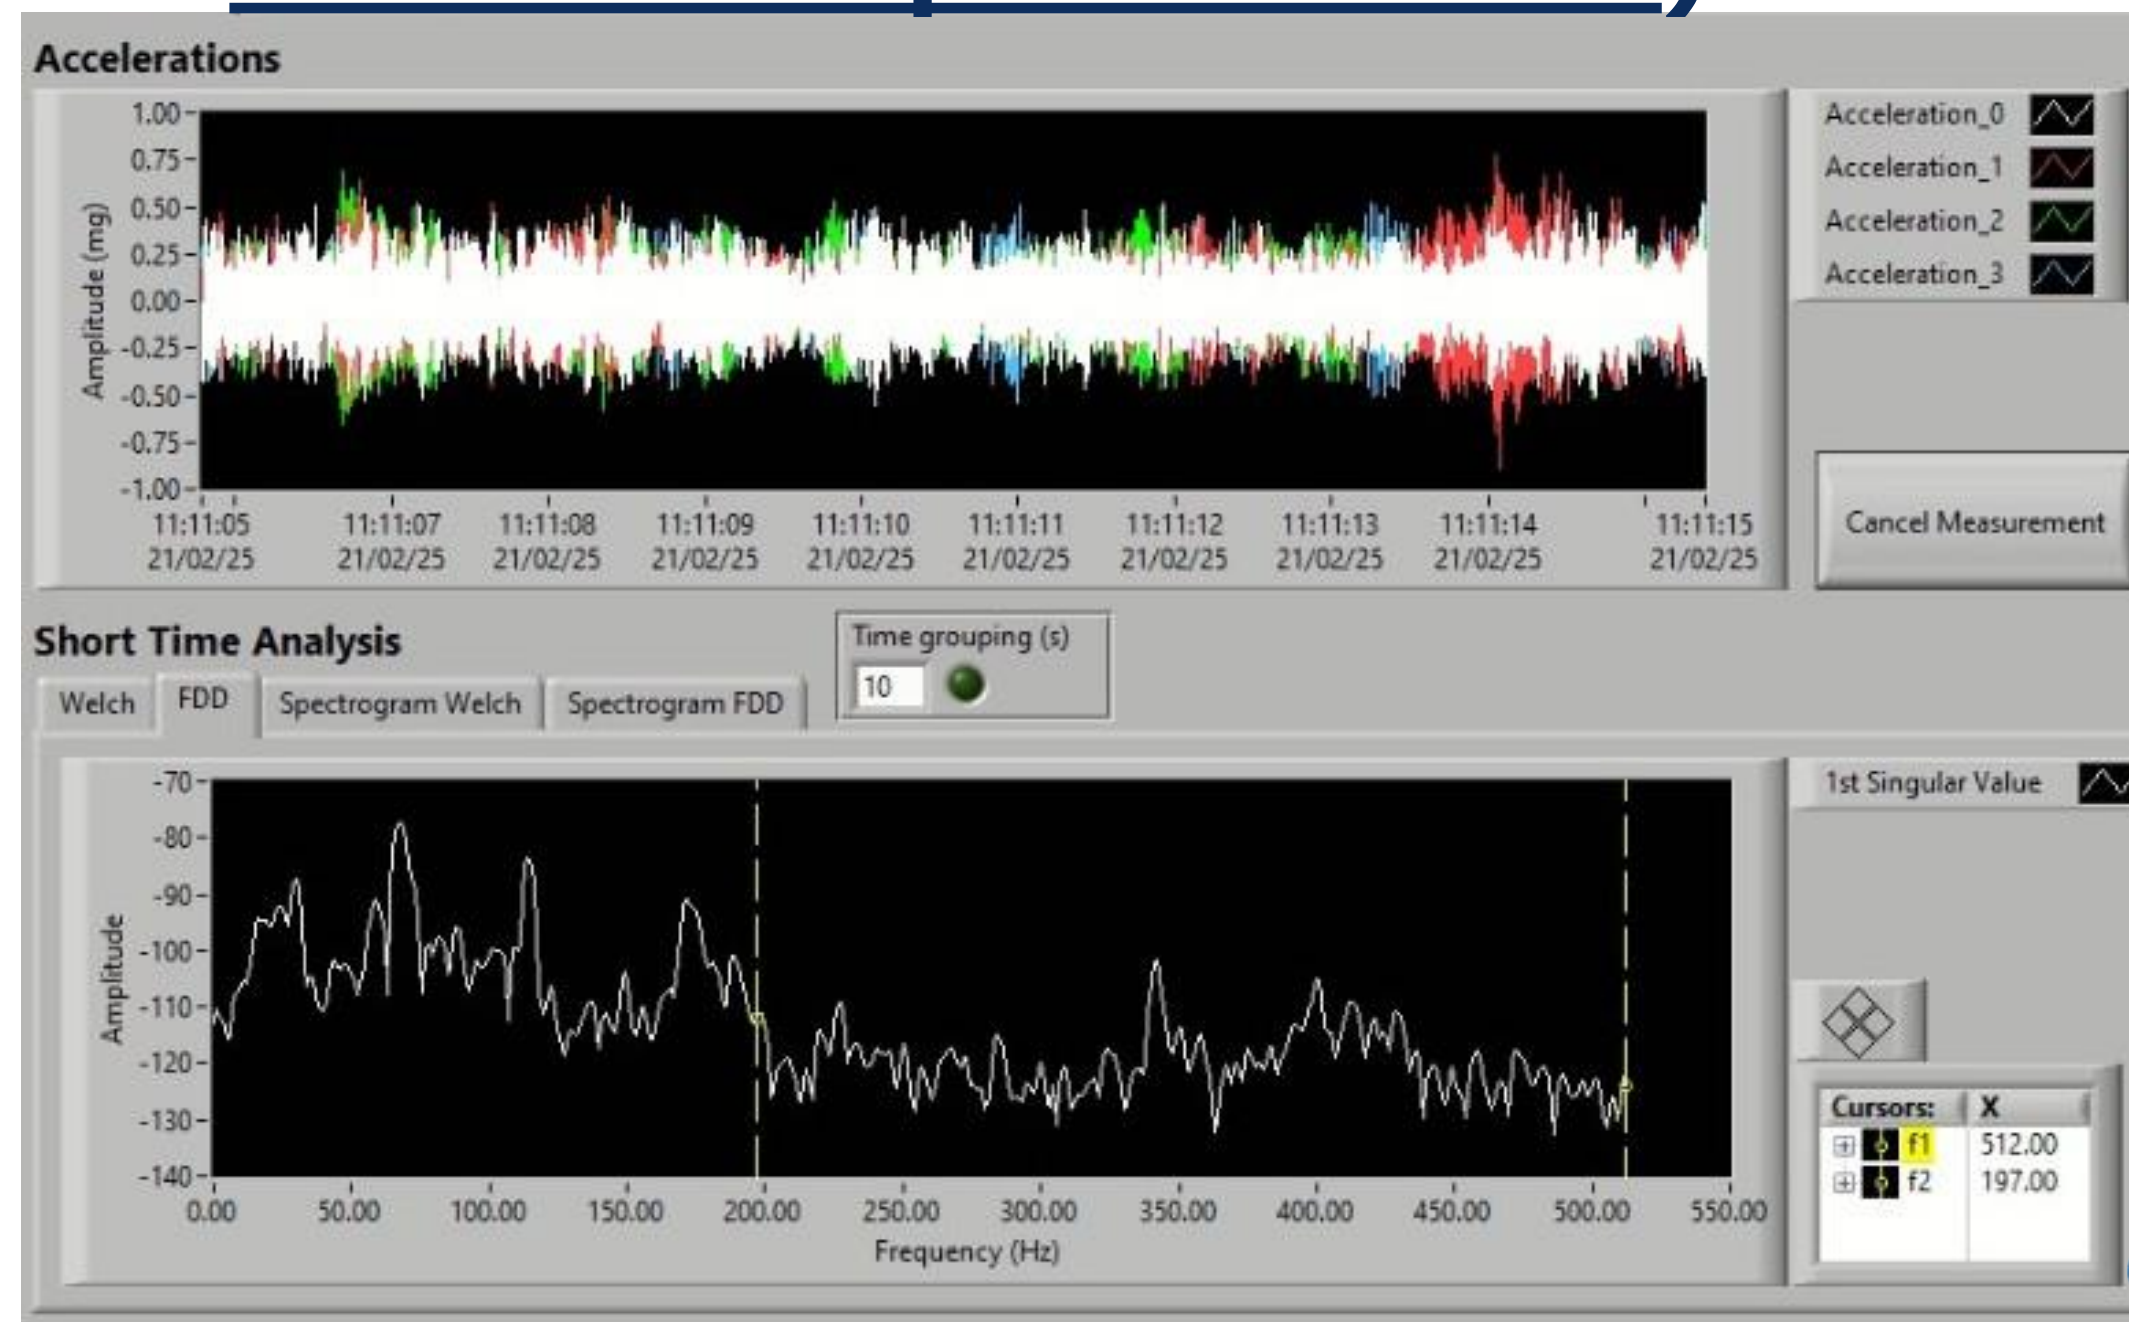 Accelerations
1.00
0.75
0.50
0.25
0.00
-0.25
-0.50
-0.75
-1.00
Amplitude (mg)
11:11:05 11:11:07 11:11:08 11:11:09 11:11:10 11:11:11 11:11:12 11:11:13 11:11:14 11:11:15
21/02/25 21/02/25 21/02/25 21/02/25 21/02/25 21/02/25 21/02/25 21/02/25 21/02/25 21/02/25
Acceleration_0
Acceleration_1
Acceleration_2
Acceleration_3
Cancel Measurement
Short Time Analysis
Time grouping (s)
10
Welch FDD Spectrogram Welch Spectrogram FDD
-70
-80
-90
-100
-110
-120
-130
-140
Amplitude
0.00 50.00 100.00 150.00 200.00 250.00 300.00 350.00 400.00 450.00 500.00 550.00
Frequency (Hz)
1st Singular Value
Cursors: X
f1 512.00
f2 197.00